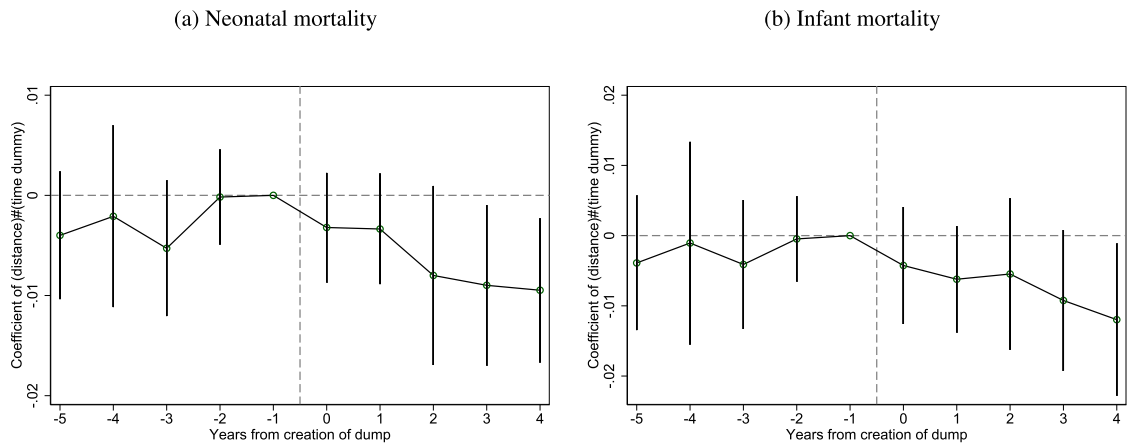 (a) Neonatal mortality
Coefficient of (distance)#(time dummy)
.01
0
-.01
-.02
-5 -4 -3 -2 -1 0 1 2 3 4
Years from creation of dump
(b) Infant mortality
Coefficient of (distance)#(time dummy)
.02
.01
0
-.01
-.02
-5 -4 -3 -2 -1 0 1 2 3 4
Years from creation of dump